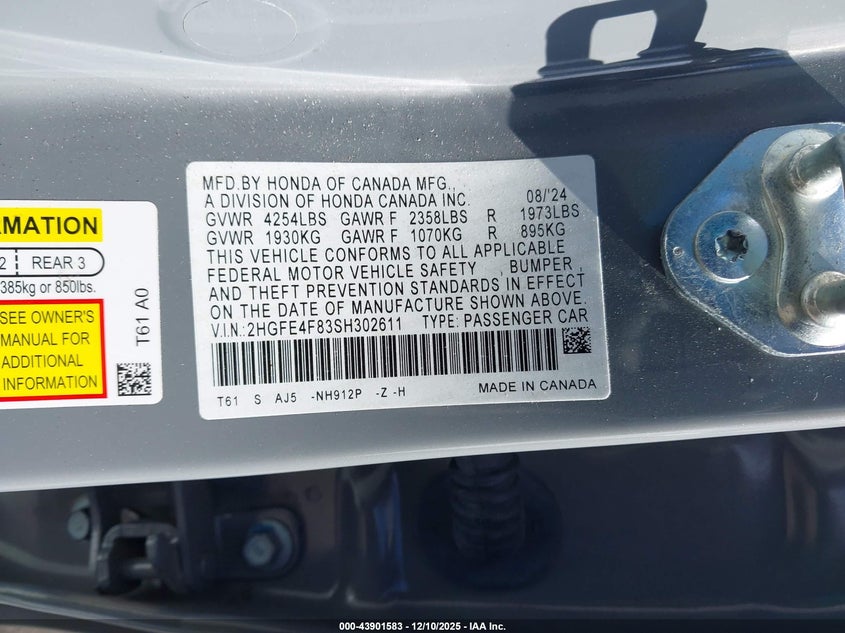 MFD.BY HONDA OF CANADA MFG.,
A DIVISION OF HONDA CANADA INC. 08/'24
GVWR 4254LBS GAWR F 2358LBS R 1973LBS
GVWR 1930KG GAWR F 1070KG R 895KG
THIS VEHICLE CONFORMS TO ALL APPLICABLE
FEDERAL MOTOR VEHICLE SAFETY , BUMPER ,
AND THEFT PREVENTION STANDARDS IN EFFECT
ON THE DATE OF MANUFACTURE SHOWN ABOVE.
V.I.N.:2HGFE4F83SH302611 TYPE:PASSENGER CAR
T61 S AJ5 -NH912P -Z -H MADE IN CANADA
2 REAR 3
385kg or 850lbs.
SEE OWNER'S
MANUAL FOR
ADDITIONAL
INFORMATION
T61 A0
000-43901583 - 12/10/2025 - IAA Inc.